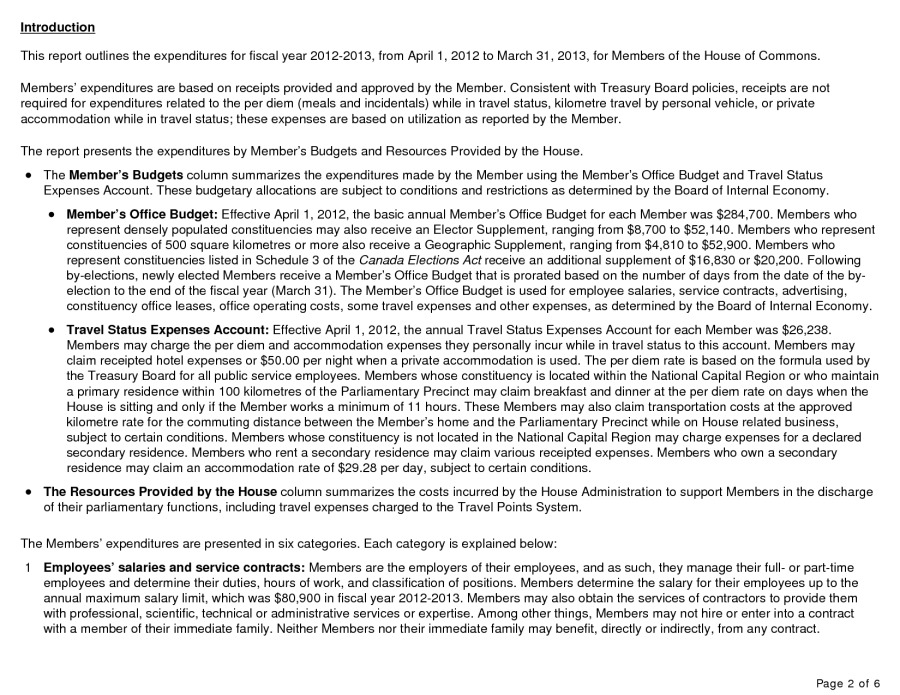 Introduction
This report outlines the expenditures for fiscal year 2012-2013, from April 1, 2012 to March 31, 2013, for Members of the House of Commons.
Members' expenditures are based on receipts provided and approved by the Member. Consistent with Treasury Board policies, receipts are not
required for expenditures related to the per diem (meals and incidentals) while in travel status, kilometre travel by personal vehicle, or private
accommodation while in travel status; these expenses are based on utilization as reported by the Member.
The report presents the expenditures by Member's Budgets and Resources Provided by the House.
● The Member's Budgets column summarizes the expenditures made by the Member using the Member's Office Budget and Travel Status
Expenses Account. These budgetary allocations are subject to conditions and restrictions as determined by the Board of Internal Economy.
● Member's Office Budget: Effective April 1, 2012, the basic annual Member's Office Budget for each Member was $284,700. Members who
represent densely populated constituencies may also receive an Elector Supplement, ranging from $8,700 to $52,140. Members who represent
constituencies of 500 square kilometres or more also receive a Geographic Supplement, ranging from $4,810 to $52,900. Members who
represent constituencies listed in Schedule 3 of the Canada Elections Act receive an additional supplement of $16,830 or $20,200. Following
by-elections, newly elected Members receive a Member's Office Budget that is prorated based on the number of days from the date of the by-
election to the end of the fiscal year (March 31). The Member's Office Budget is used for employee salaries, service contracts, advertising,
constituency office leases, office operating costs, some travel expenses and other expenses, as determined by the Board of Internal Economy.
● Travel Status Expenses Account: Effective April 1, 2012, the annual Travel Status Expenses Account for each Member was $26,238.
Members may charge the per diem and accommodation expenses they personally incur while in travel status to this account. Members may
claim receipted hotel expenses or $50.00 per night when a private accommodation is used. The per diem rate is based on the formula used by
the Treasury Board for all public service employees. Members whose constituency is located within the National Capital Region or who maintain
a primary residence within 100 kilometres of the Parliamentary Precinct may claim breakfast and dinner at the per diem rate on days when the
House is sitting and only if the Member works a minimum of 11 hours. These Members may also claim transportation costs at the approved
kilometre rate for the commuting distance between the Member's home and the Parliamentary Precinct while on House related business,
subject to certain conditions. Members whose constituency is not located in the National Capital Region may charge expenses for a declared
secondary residence. Members who rent a secondary residence may claim various receipted expenses. Members who own a secondary
residence may claim an accommodation rate of $29.28 per day, subject to certain conditions.
● The Resources Provided by the House column summarizes the costs incurred by the House Administration to support Members in the discharge
of their parliamentary functions, including travel expenses charged to the Travel Points System.
The Members' expenditures are presented in six categories. Each category is explained below:
1 Employees' salaries and service contracts: Members are the employers of their employees, and as such, they manage their full- or part-time
employees and determine their duties, hours of work, and classification of positions. Members determine the salary for their employees up to the
annual maximum salary limit, which was $80,900 in fiscal year 2012-2013. Members may also obtain the services of contractors to provide them
with professional, scientific, technical or administrative services or expertise. Among other things, Members may not hire or enter into a contract
with a member of their immediate family. Neither Members nor their immediate family may benefit, directly or indirectly, from any contract.
Page 2 of 6